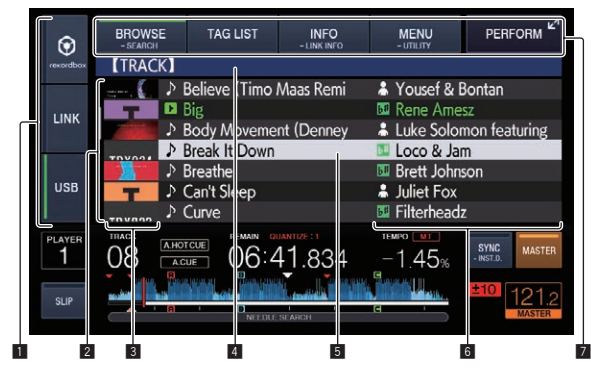 BROWSE TAG LIST INFO MENU PERFORM
- SEARCH - LINK INFO - UTILITY
rekordbox
【TRACK】
Believe (Timo Maas Remi Yousef & Bontan
Big Rene Amesz
LINK
Body Movement (Denney Luke Solomon featuring
Break It Down Loco & Jam
Breathe Brett Johnson
USB
Can't Sleep Juliet Fox
Curve Filterheadz
PLAYER
1
TRACK
08
A.HOT CUE
A.CUE
REMAIN QUANTIZE : 1
06:41.834
TEMPO MT
-1.45%
SYNC
- INST.D.
MASTER
SLIP
±10
121.2
MASTER
NEEDLE SEARCH
1 2 3 4 5 6 7